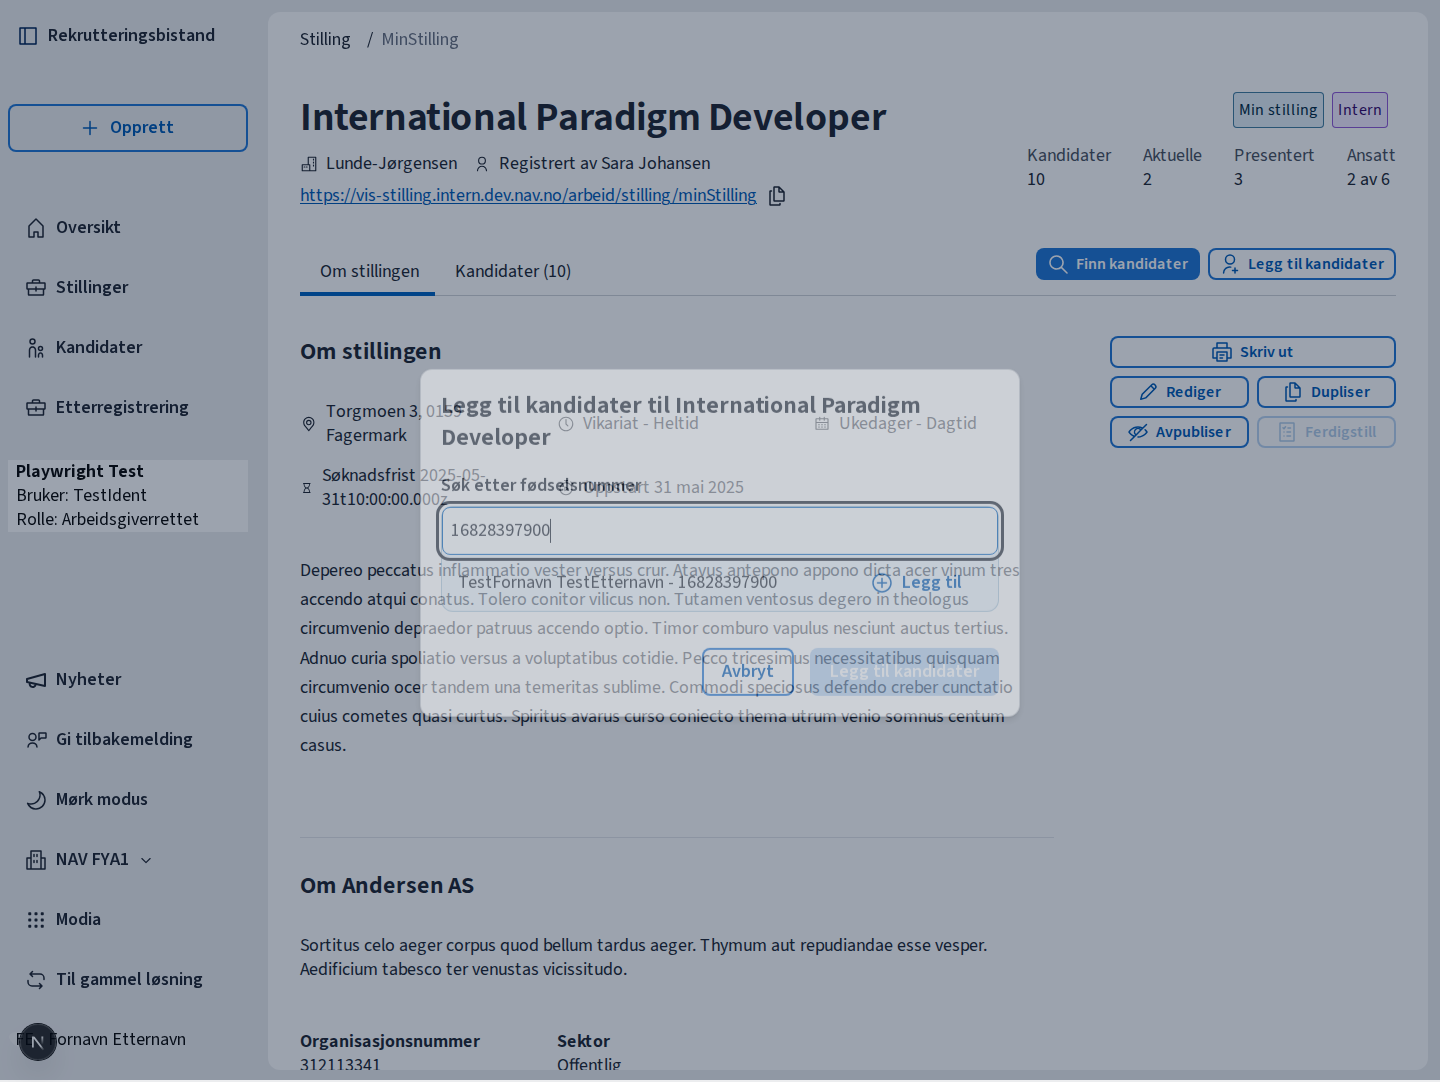 Rekrutteringsbistand
Opprett
Oversikt
Stillinger
Kandidater
Etterregistrering
Playwright Test
Bruker: TestIdent
Rolle: Arbeidsgiverrettet
Nyheter
Gi tilbakemelding
Mørk modus
NAV FYA1
Modia
Til gammel løsning
Fornavn Etternavn
Stilling / MinStilling
International Paradigm Developer
Min stilling
Intern
Lunde-Jørgensen
Registrert av Sara Johansen
https://vis-stilling.intern.dev.nav.no/arbeid/stilling/minStilling
Kandidater Aktuelle Presentert Ansatt
10 2 3 2 av 6
Om stillingen
Kandidater (10)
Finn kandidater
Legg til kandidater
Om stillingen
Skriv ut
Rediger
Dupliser
Avpubliser
Ferdigstill
Torgmoen 3, 0159
Fagermark
Vikariat - Heltid
Ukedager - Dagtid
Søknadsfrist 2025-05-
31t10:00:00.000z
Oppstart 31 mai 2025
Legg til kandidater til International Paradigm
Developer
Søk etter fødselsnummer
16828397900
TestFornavn TestEtternavn - 16828397900
Legg til
Avbryt
Legg til kandidater
Depereo peccatus inflammatio vester versus crur. Atavus antepono appono dicta acer vinum tres
accendo atqui conatus. Tolero conitor vilicus non. Tutamen ventosus degero in theologus
circumvenio depraedor patruus accendo optio. Timor comburo vapulus nesciunt auctus tertius.
Adnuo curia spoliatio versus a voluptatibus cotidie. Pecco tricesimus necessitatibus quisquam
circumvenio ocer tandem una temeritas sublime. Commodi speciosus defendo creber cunctatio
cuius cometes quasi curtus. Spiritus avarus curso coniecto thema utrum venio somnus centum
casus.
Om Andersen AS
Sortitus celo aeger corpus quod bellum tardus aeger. Thymum aut repudiandae esse vesper.
Aedificium tabesco ter venustas vicissitudo.
Organisasjonsnummer
312113341
Sektor
Offentlig